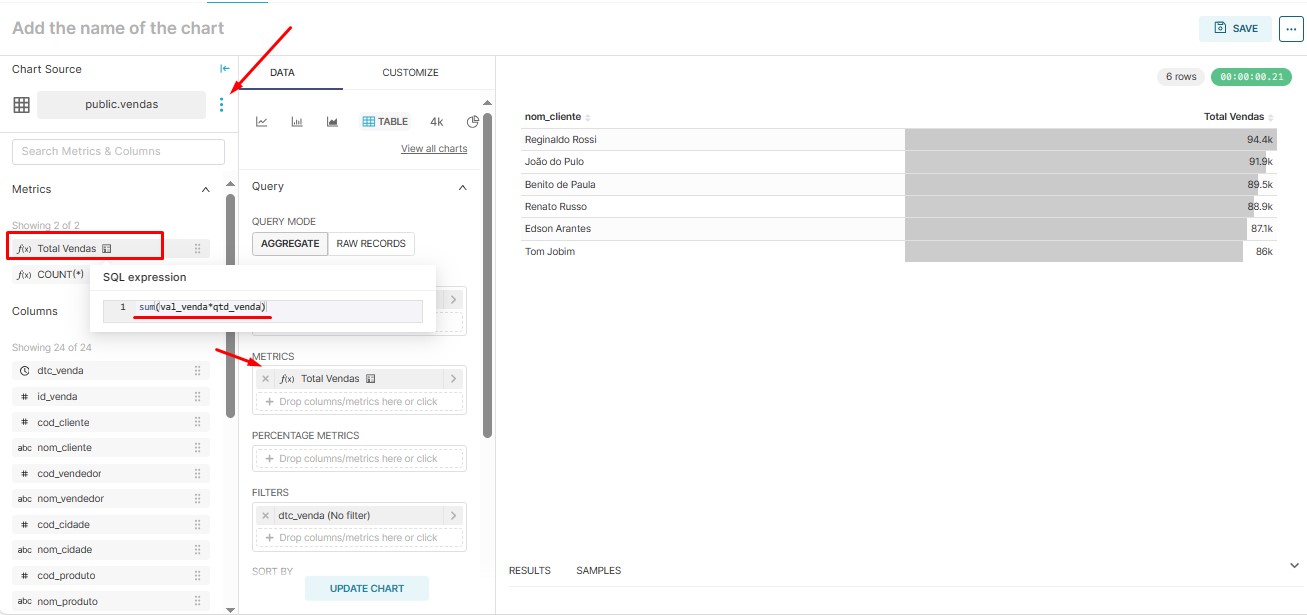 Add the name of the chart
SAVE
...
Chart Source
public.vendas
Search Metrics & Columns
Metrics
Showing 2 of 2
f(x) Total Vendas
f(x) COUNT(*)
SQL expression
1 sum(val_venda*qtd_venda)
Columns
Showing 24 of 24
dtc_venda
# id_venda
# cod_cliente
abc nom_cliente
# cod_vendedor
abc nom_vendedor
# cod_cidade
abc nom_cidade
# cod_produto
abc nom_produto
DATA CUSTOMIZE
TABLE 4k
View all charts
Query
QUERY MODE
AGGREGATE RAW RECORDS
METRICS
× f(x) Total Vendas >
+ Drop columns/metrics here or click
PERCENTAGE METRICS
+ Drop columns/metrics here or click
FILTERS
× dtc_venda (No filter) >
+ Drop columns/metrics here or click
SORT BY
UPDATE CHART
6 rows 00:00:00.21
nom_cliente Total Vendas
Reginaldo Rossi 94.4k
João do Pulo 91.9k
Benito de Paula 89.5k
Renato Russo 88.9k
Edson Arantes 87.1k
Tom Jobim 86k
RESULTS SAMPLES